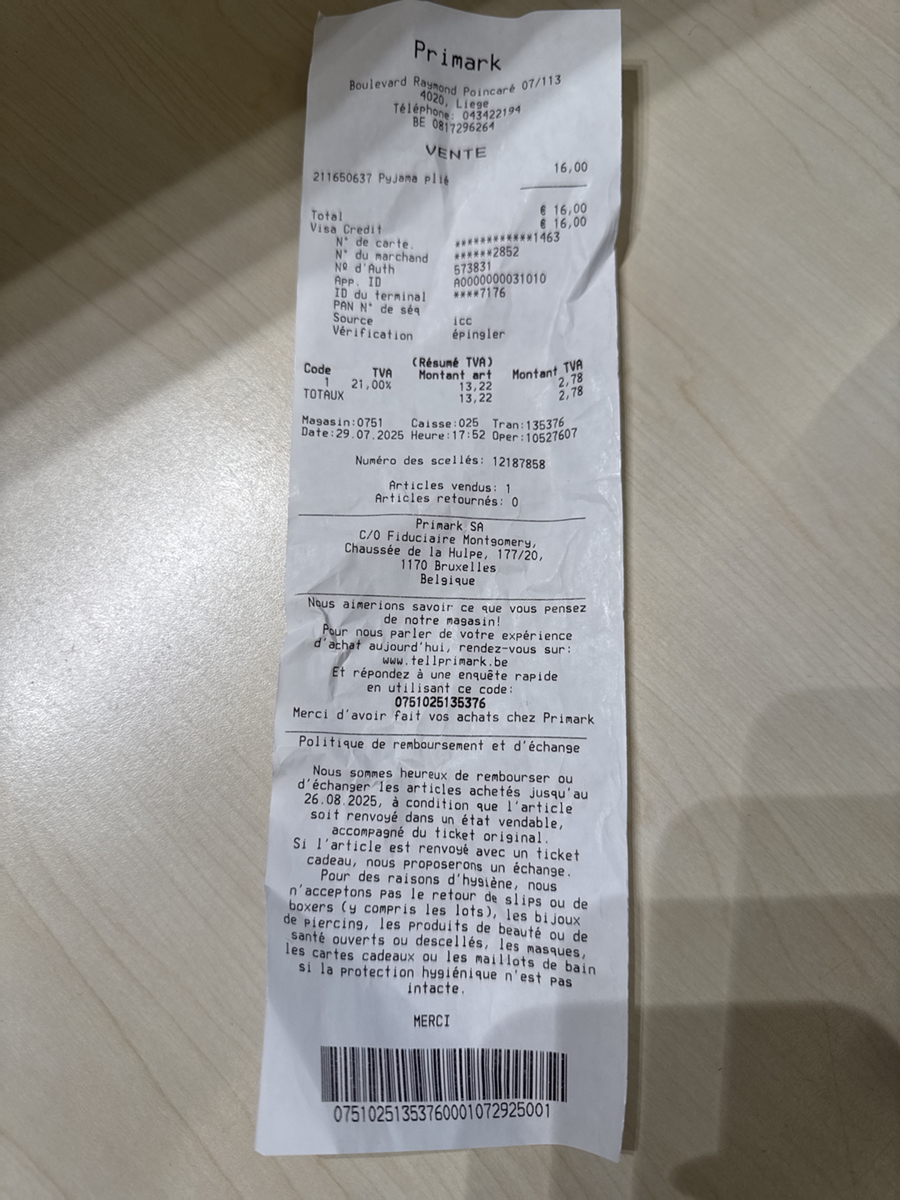 Primark
Boulevard Raymond Poincaré 07/113
4020, Liege
Téléphone: 043422194
BE 0817296264
VENTE
211650637 Pyjama plié 16,00
Total € 16,00
Visa Credit € 16,00
N° de carte. ************1463
N° du marchand ******2852
Nº d'Auth 573831
App. ID A0000000031010
ID du terminal ****7176
PAN N° de séq
Source icc
Vérification épingler
(Résumé TVA)
Code TVA Montant art Montant TVA
1 21,00% 13,22 2,78
TOTAUX 13,22 2,78
Magasin:0751 Caisse:025 Tran:135376
Date:29.07.2025 Heure:17:52 Oper:10527607
Numéro des scellés: 12187858
Articles vendus: 1
Articles retournés: 0
Primark SA
C/O Fiduciaire Montgomery,
Chaussée de la Hulpe, 177/20,
1170 Bruxelles
Belgique
Nous aimerions savoir ce que vous pensez
de notre magasin!
Pour nous parler de votre expérience
d'achat aujourd'hui, rendez-vous sur:
www.tellprimark.be
Et répondez à une enquête rapide
en utilisant ce code:
0751025135376
Merci d'avoir fait vos achats chez Primark
Politique de remboursement et d'échange
Nous sommes heureux de rembourser ou
d'échanger les articles achetés jusqu'au
26.08.2025, à condition que l'article
soit renvoyé dans un état vendable,
accompagné du ticket original.
Si l'article est renvoyé avec un ticket
cadeau, nous proposerons un échange.
Pour des raisons d'hygiène, nous
n'acceptons pas le retour de slips ou de
boxers (y compris les lots), les bijoux
de piercing, les produits de beauté ou de
santé ouverts ou descellés, les masques,
les cartes cadeaux ou les maillots de bain
si la protection hygiénique n'est pas
intacte.
MERCI
07510251353760001072925001